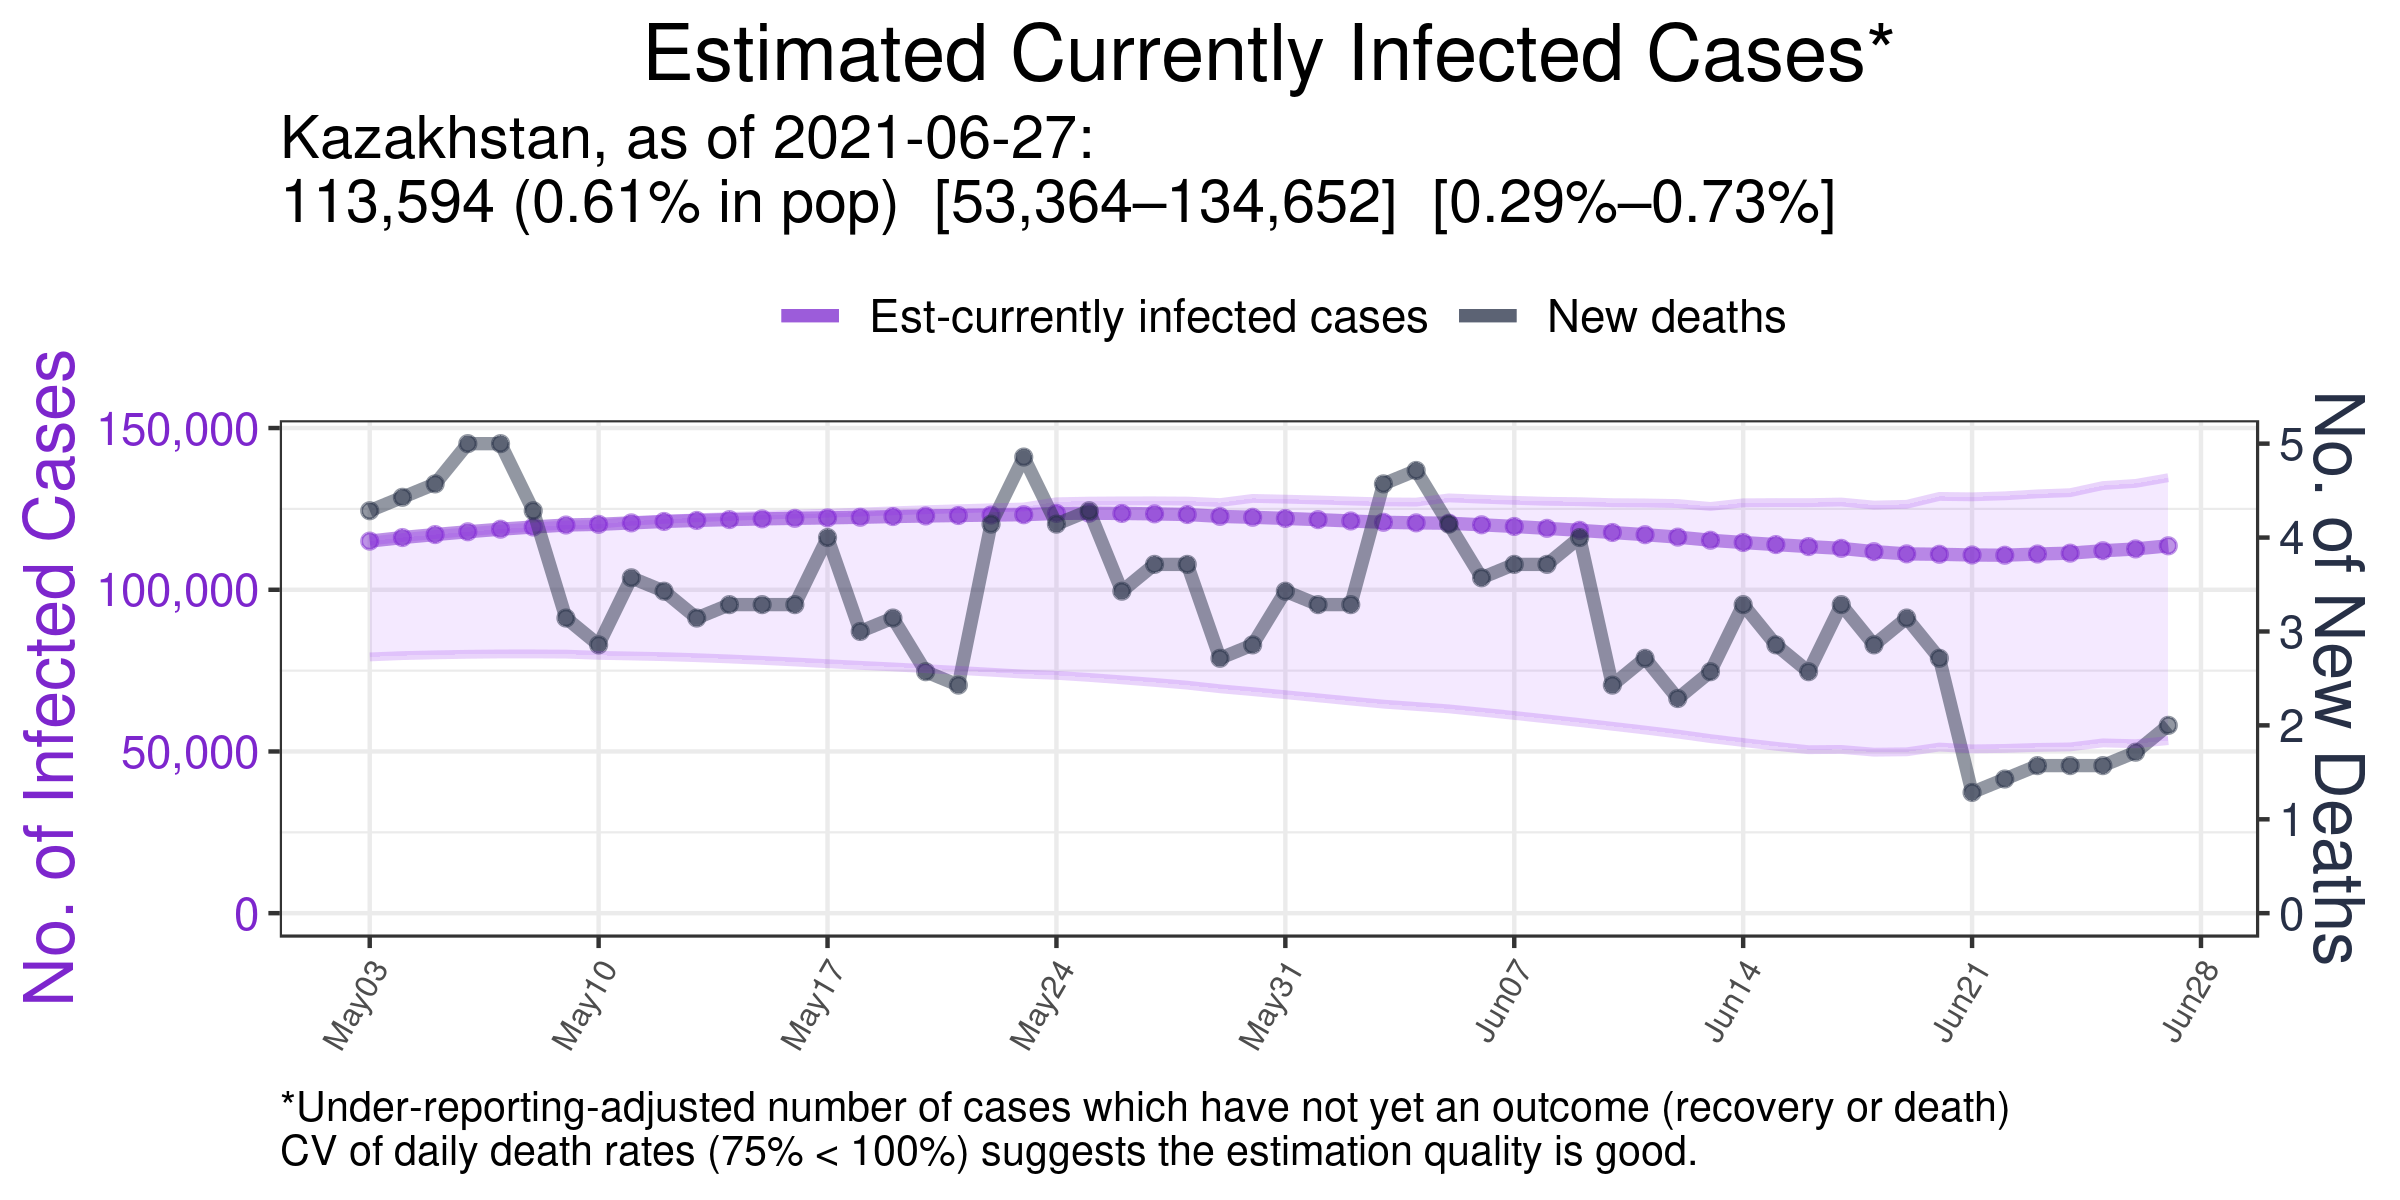 Estimated Currently Infected Cases*
Kazakhstan, as of 2021-06-27:
113,594 (0.61% in pop)  [53,364–134,652]  [0.29%–0.73%]
Est-currently infected cases
New deaths
No. of Infected Cases
150,000
100,000
50,000
0
5
4
3
2
1
0
No. of New Deaths
May03
May10
May17
May24
May31
Jun07
Jun14
Jun21
Jun28
*Under-reporting-adjusted number of cases which have not yet an outcome (recovery or death)
CV of daily death rates (75% < 100%) suggests the estimation quality is good.